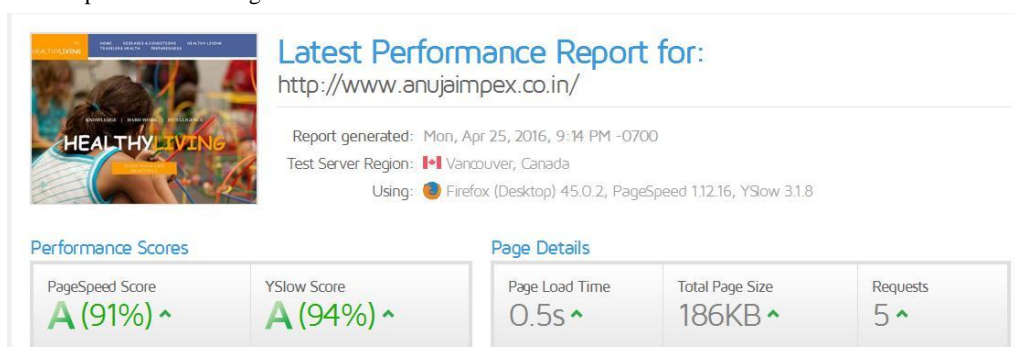 HEALTHYLIVING
HOME DISEASES & CONDITIONS HEALTHY LIVING
TRAVELERS HEALTH PREPAREDNESS
KNOWLEDGE | HARD WORK | INTELLIGENCE
HEALTHYLIVING
Latest Performance Report for:
http://www.anujaimpex.co.in/
Report generated: Mon, Apr 25, 2016, 9:14 PM -0700
Test Server Region: Vancouver, Canada
Using: Firefox (Desktop) 45.0.2, PageSpeed 1.12.16, YSlow 3.1.8
Performance Scores
Page Details
PageSpeed Score
YSlow Score
Page Load Time
Total Page Size
Requests
A (91%)
A (94%)
0.5s
186KB
5